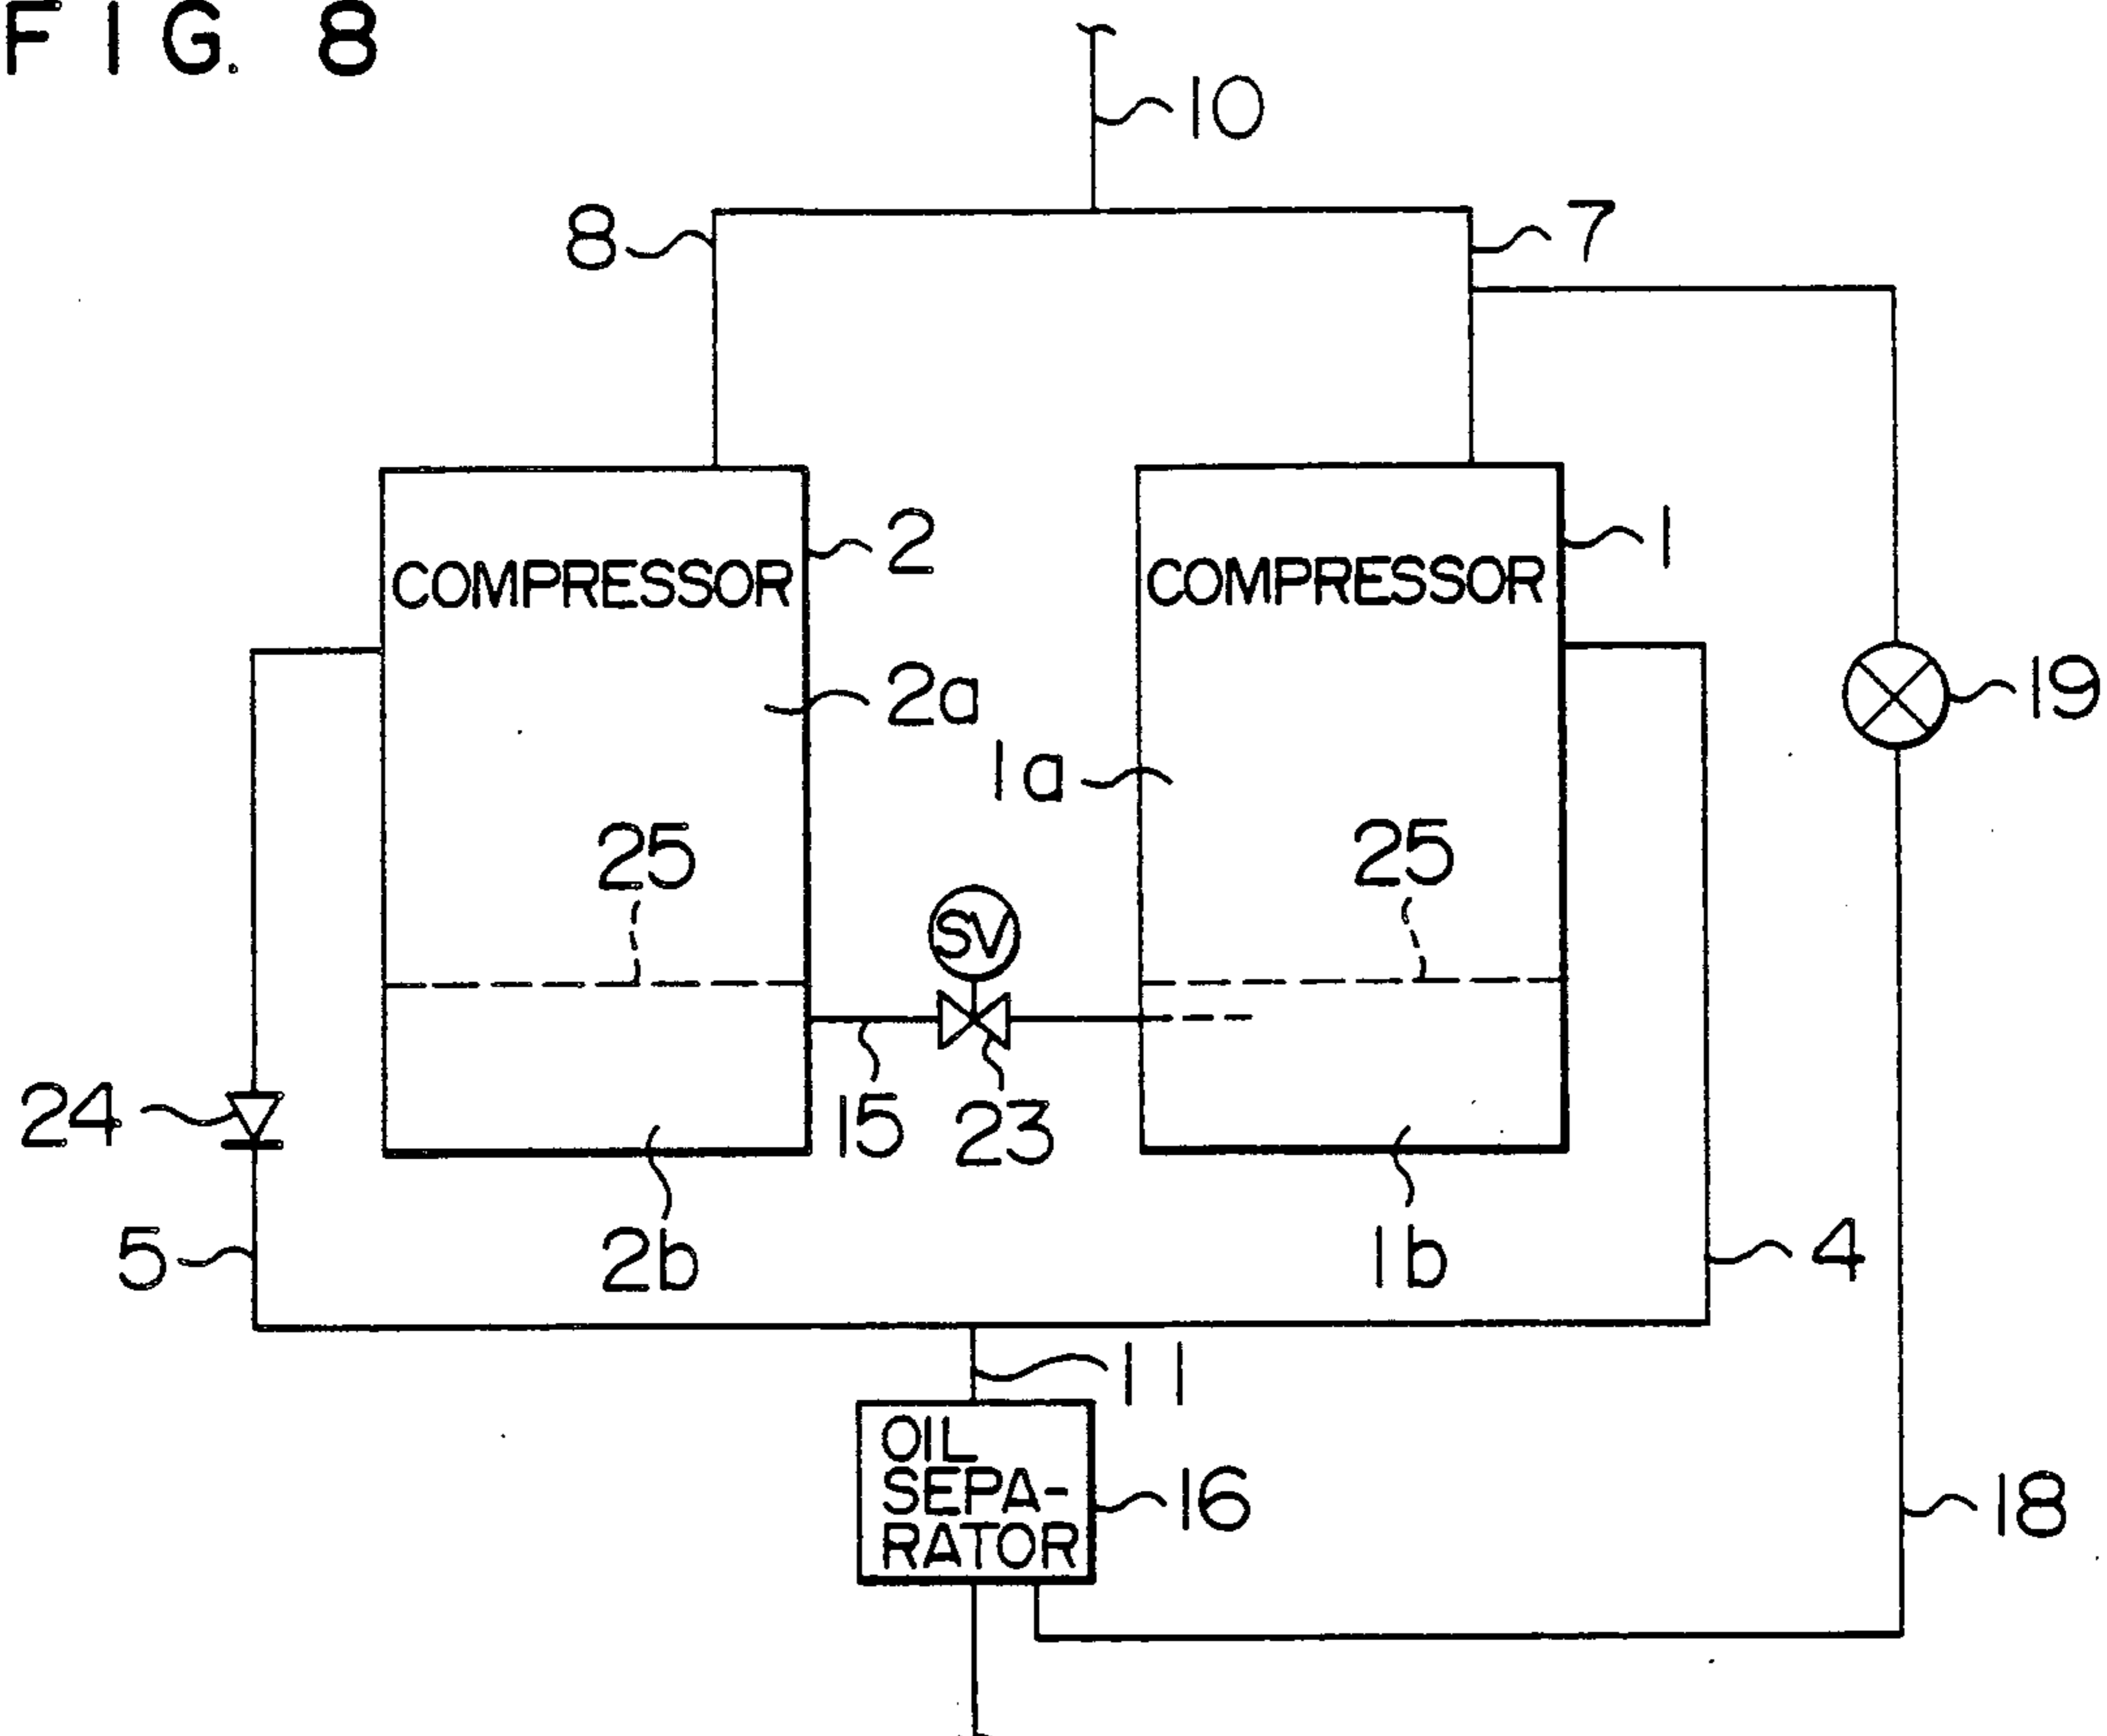 FIG. 8
10
8
7
2
1
COMPRESSOR
COMPRESSOR
2a
19
1a
25
25
SV
24
15
23
5
2b
1b
4
11
OIL
SEPA-
RATOR
16
18